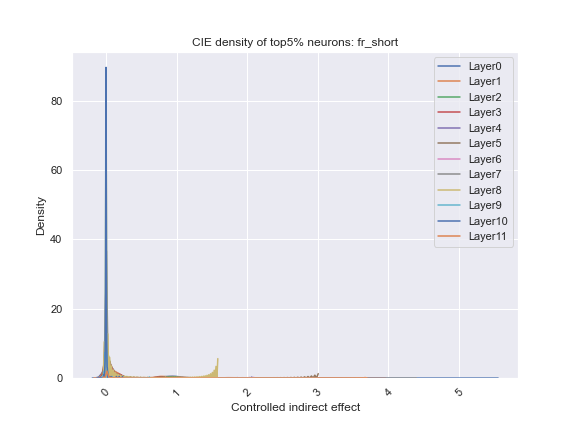 CIE density of top5% neurons: fr_short
Layer0
Layer1
Layer2
Layer3
Layer4
Layer5
Layer6
Layer7
Layer8
Layer9
Layer10
Layer11
80
60
40
20
0
Density
0 1 2 3 4 5
Controlled indirect effect